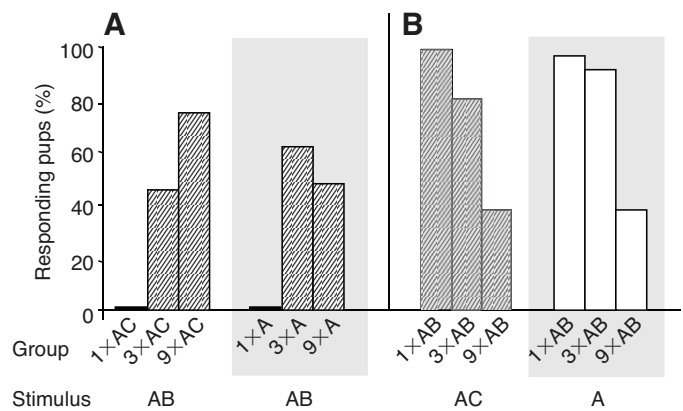 A B
Responding pups (%)
100
80
60
40
20
0
Group 1×AC 3×AC 9×AC 1×A 3×A 9×A 1×AB 3×AB 9×AB 1×AB 3×AB 9×AB
Stimulus AB AB AC A